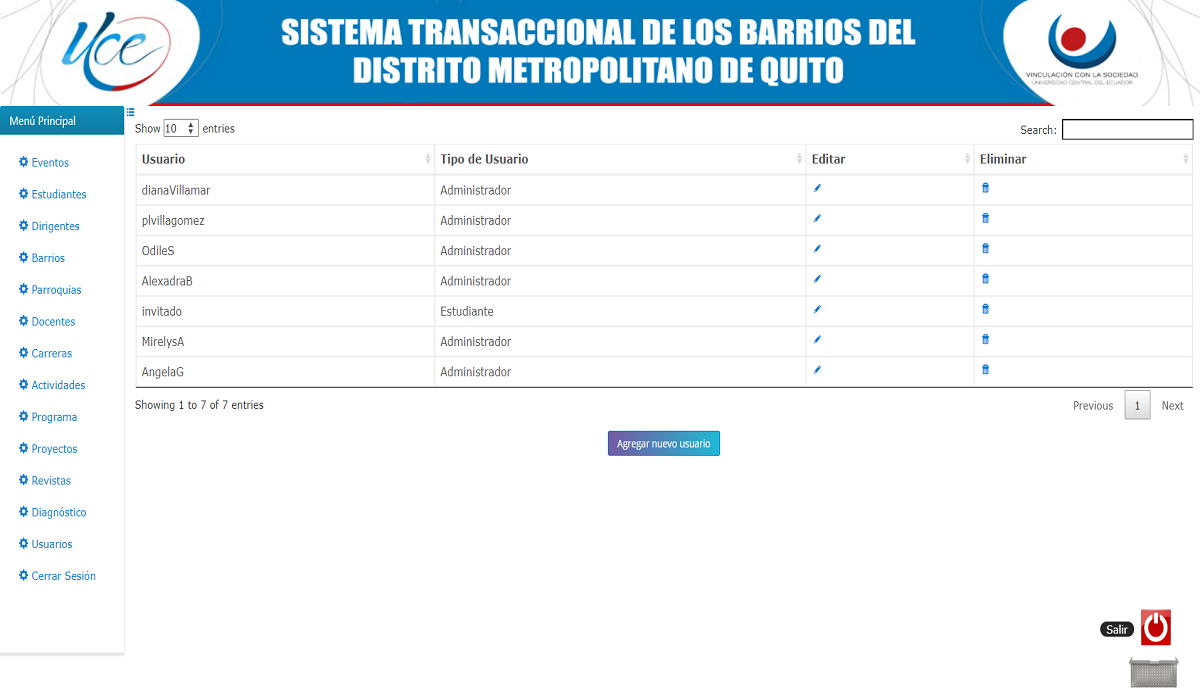 Uce
SISTEMA TRANSACCIONAL DE LOS BARRIOS DEL
DISTRITO METROPOLITANO DE QUITO
VINCULACIÓN CON LA SOCIEDAD
UNIVERSIDAD CENTRAL DEL ECUADOR
Menú Principal
Eventos
Estudiantes
Dirigentes
Barrios
Parroquias
Docentes
Carreras
Actividades
Programa
Proyectos
Revistas
Diagnóstico
Usuarios
Cerrar Sesión
Show 10 entries
Search:
Usuario Tipo de Usuario Editar Eliminar
dianaVillamar Administrador
plvillagomez Administrador
OdileS Administrador
AlexadraB Administrador
invitado Estudiante
MirelysA Administrador
AngelaG Administrador
Showing 1 to 7 of 7 entries
Previous 1 Next
Agregar nuevo usuario
Salir